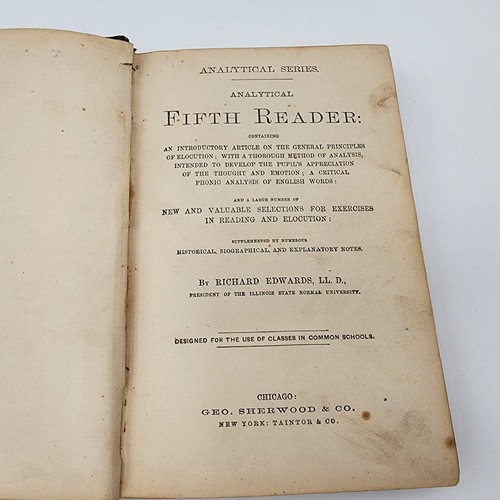 ANALYTICAL SERIES.
ANALYTICAL
FIFTH READER:
CONTAINING
AN INTRODUCTORY ARTICLE ON THE GENERAL PRINCIPLES
OF ELOCUTION; WITH A THOROUGH METHOD OF ANALYSIS,
INTENDED TO DEVELOP THE PUPIL'S APPRECIATION
OF THE THOUGHT AND EMOTION; A CRITICAL
PHONIC ANALYSIS OF ENGLISH WORDS;
AND A LARGE NUMBER OF
NEW AND VALUABLE SELECTIONS FOR EXERCISES
IN READING AND ELOCUTION:
SUPPLEMENTED BY NUMEROUS
HISTORICAL, BIOGRAPHICAL, AND EXPLANATORY NOTES.
BY RICHARD EDWARDS, LL. D.,
PRESIDENT OF THE ILLINOIS STATE NORMAL UNIVERSITY.
DESIGNED FOR THE USE OF CLASSES IN COMMON SCHOOLS.
CHICAGO:
GEO. SHERWOOD & CO.
NEW YORK: TAINTOR & CO.